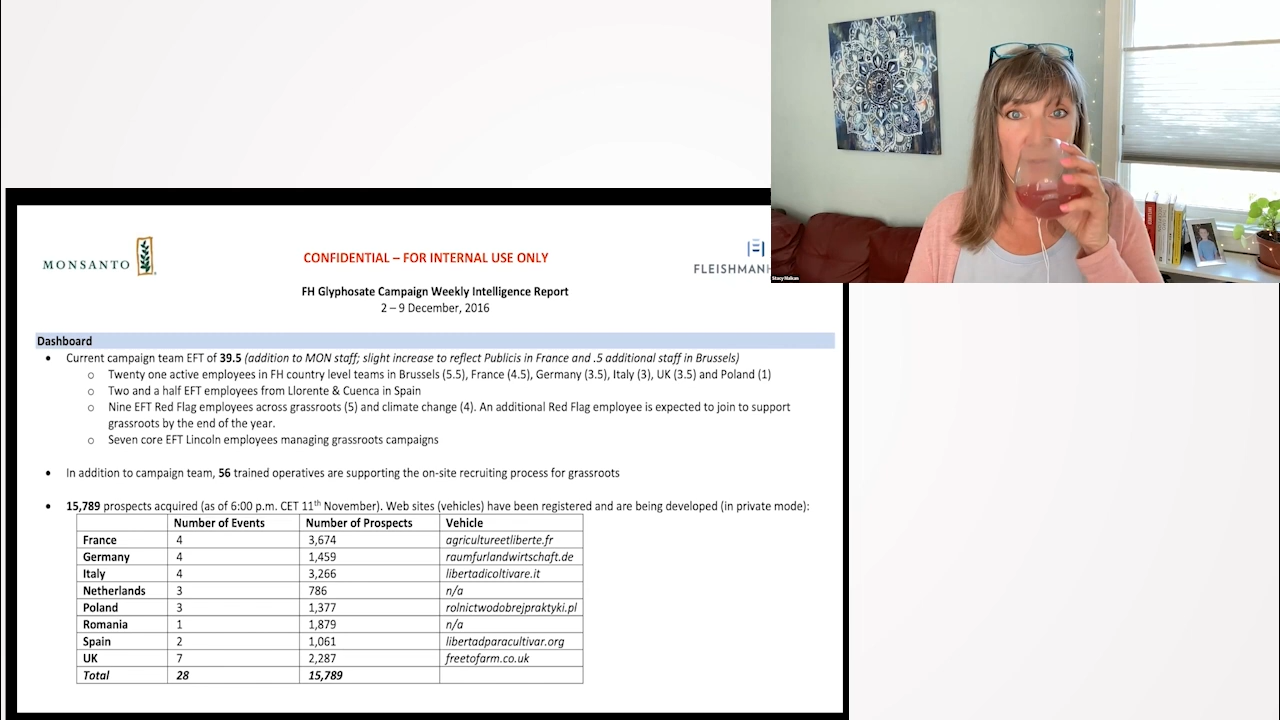 MONSANTO
CONFIDENTIAL – FOR INTERNAL USE ONLY
FLEISHMANH
FH Glyphosate Campaign Weekly Intelligence Report
2 – 9 December, 2016
Dashboard
• Current campaign team EFT of 39.5 (addition to MON staff; slight increase to reflect Publicis in France and .5 additional staff in Brussels)
o Twenty one active employees in FH country level teams in Brussels (5.5), France (4.5), Germany (3.5), Italy (3), UK (3.5) and Poland (1)
o Two and a half EFT employees from Llorente & Cuenca in Spain
o Nine EFT Red Flag employees across grassroots (5) and climate change (4). An additional Red Flag employee is expected to join to support
grassroots by the end of the year.
o Seven core EFT Lincoln employees managing grassroots campaigns
• In addition to campaign team, 56 trained operatives are supporting the on-site recruiting process for grassroots
• 15,789 prospects acquired (as of 6:00 p.m. CET 11th November). Web sites (vehicles) have been registered and are being developed (in private mode):
Number of Events Number of Prospects Vehicle
France 4 3,674 agricultureetliberte.fr
Germany 4 1,459 raumfurlandwirtschaft.de
Italy 4 3,266 libertadicoltivare.it
Netherlands 3 786 n/a
Poland 3 1,377 rolnictwodobrejpraktyki.pl
Romania 1 1,879 n/a
Spain 2 1,061 libertadparacultivar.org
UK 7 2,287 freetofarm.co.uk
Total 28 15,789